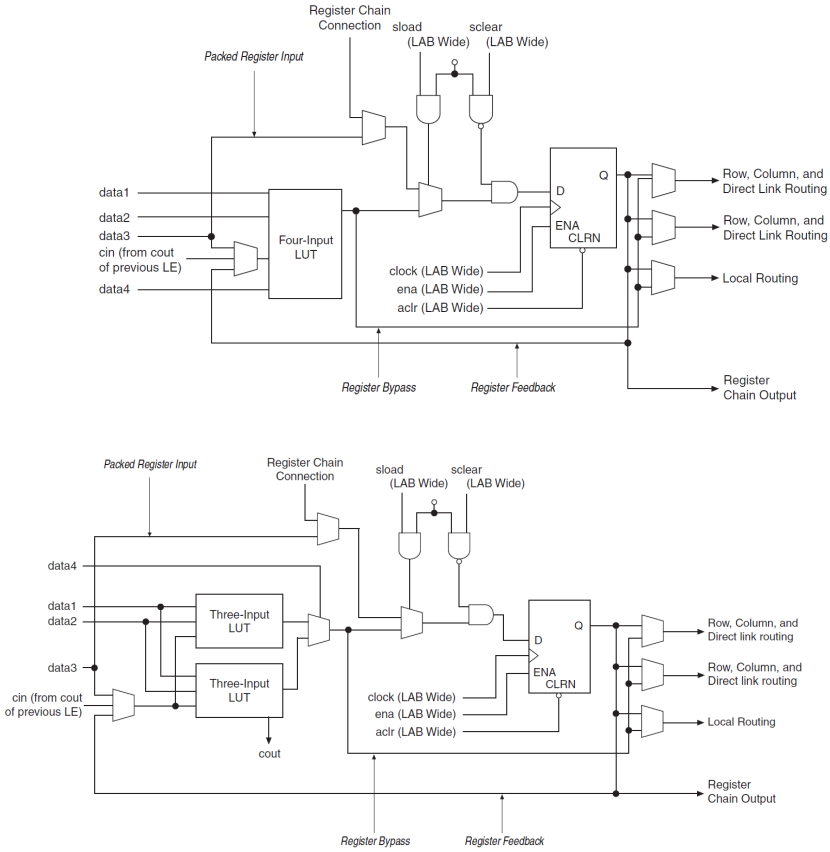 Register Chain
Connection
sload
(LAB Wide)
sclear
(LAB Wide)
Packed Register Input
data1
data2
data3
cin (from cout
of previous LE)
data4
Four-Input
LUT
Q
D
ENA
CLRN
clock (LAB Wide)
ena (LAB Wide)
aclr (LAB Wide)
Row, Column, and
Direct Link Routing
Row, Column, and
Direct Link Routing
Local Routing
Register Bypass
Register Feedback
Register
Chain Output
Packed Register Input
Register Chain
Connection
sload
(LAB Wide)
sclear
(LAB Wide)
data4
data1
data2
data3
cin (from cout
of previous LE)
Three-Input
LUT
Three-Input
LUT
cout
Q
D
ENA
CLRN
clock (LAB Wide)
ena (LAB Wide)
aclr (LAB Wide)
Row, Column, and
Direct link routing
Row, Column, and
Direct link routing
Local Routing
Register
Chain Output
Register Bypass
Register Feedback